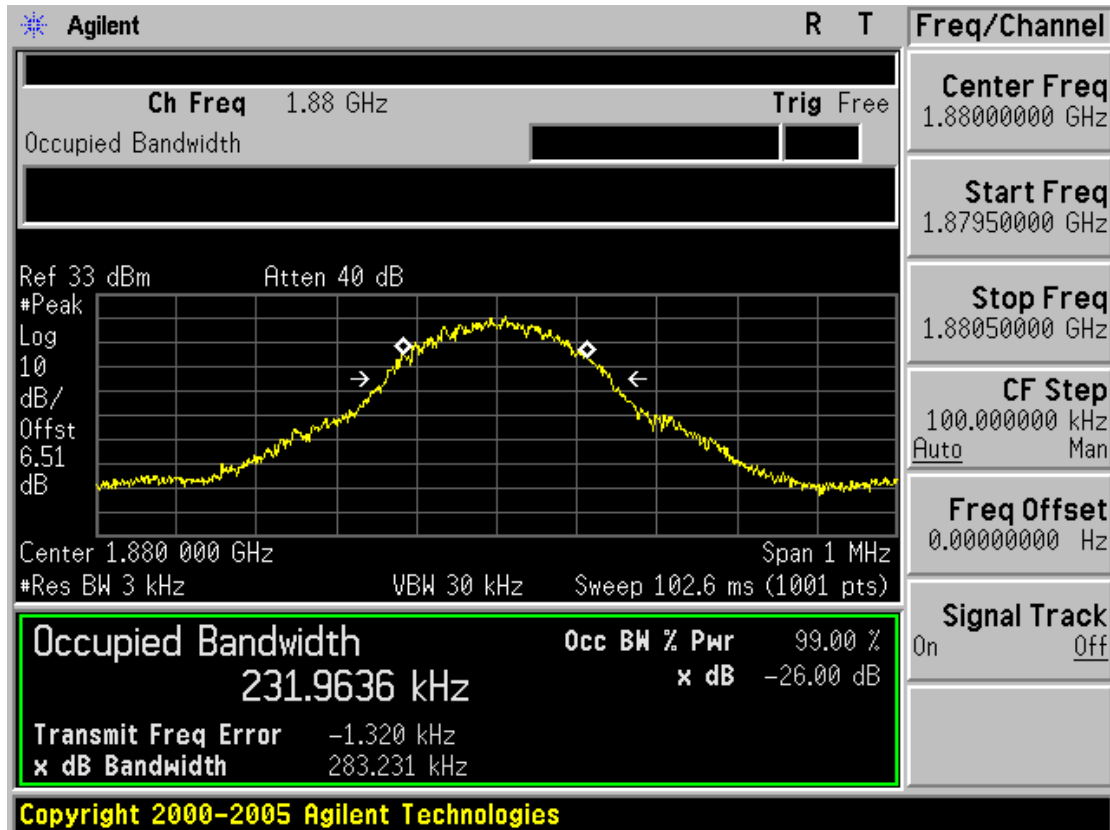 Agilent R T
Ch Freq 1.88 GHz Trig Free
Occupied Bandwidth
Ref 33 dBm Atten 40 dB
#Peak
Log
10
dB/
Offst
6.51
dB
Center 1.880 000 GHz Span 1 MHz
#Res BW 3 kHz VBW 30 kHz Sweep 102.6 ms (1001 pts)
Occupied Bandwidth Occ BW % Pwr 99.00 %
231.9636 kHz x dB -26.00 dB
Transmit Freq Error -1.320 kHz
x dB Bandwidth 283.231 kHz
Copyright 2000-2005 Agilent Technologies
Freq/Channel
Center Freq
1.88000000 GHz
Start Freq
1.87950000 GHz
Stop Freq
1.88050000 GHz
CF Step
100.000000 kHz
Auto Man
Freq Offset
0.00000000 Hz
Signal Track
On Off